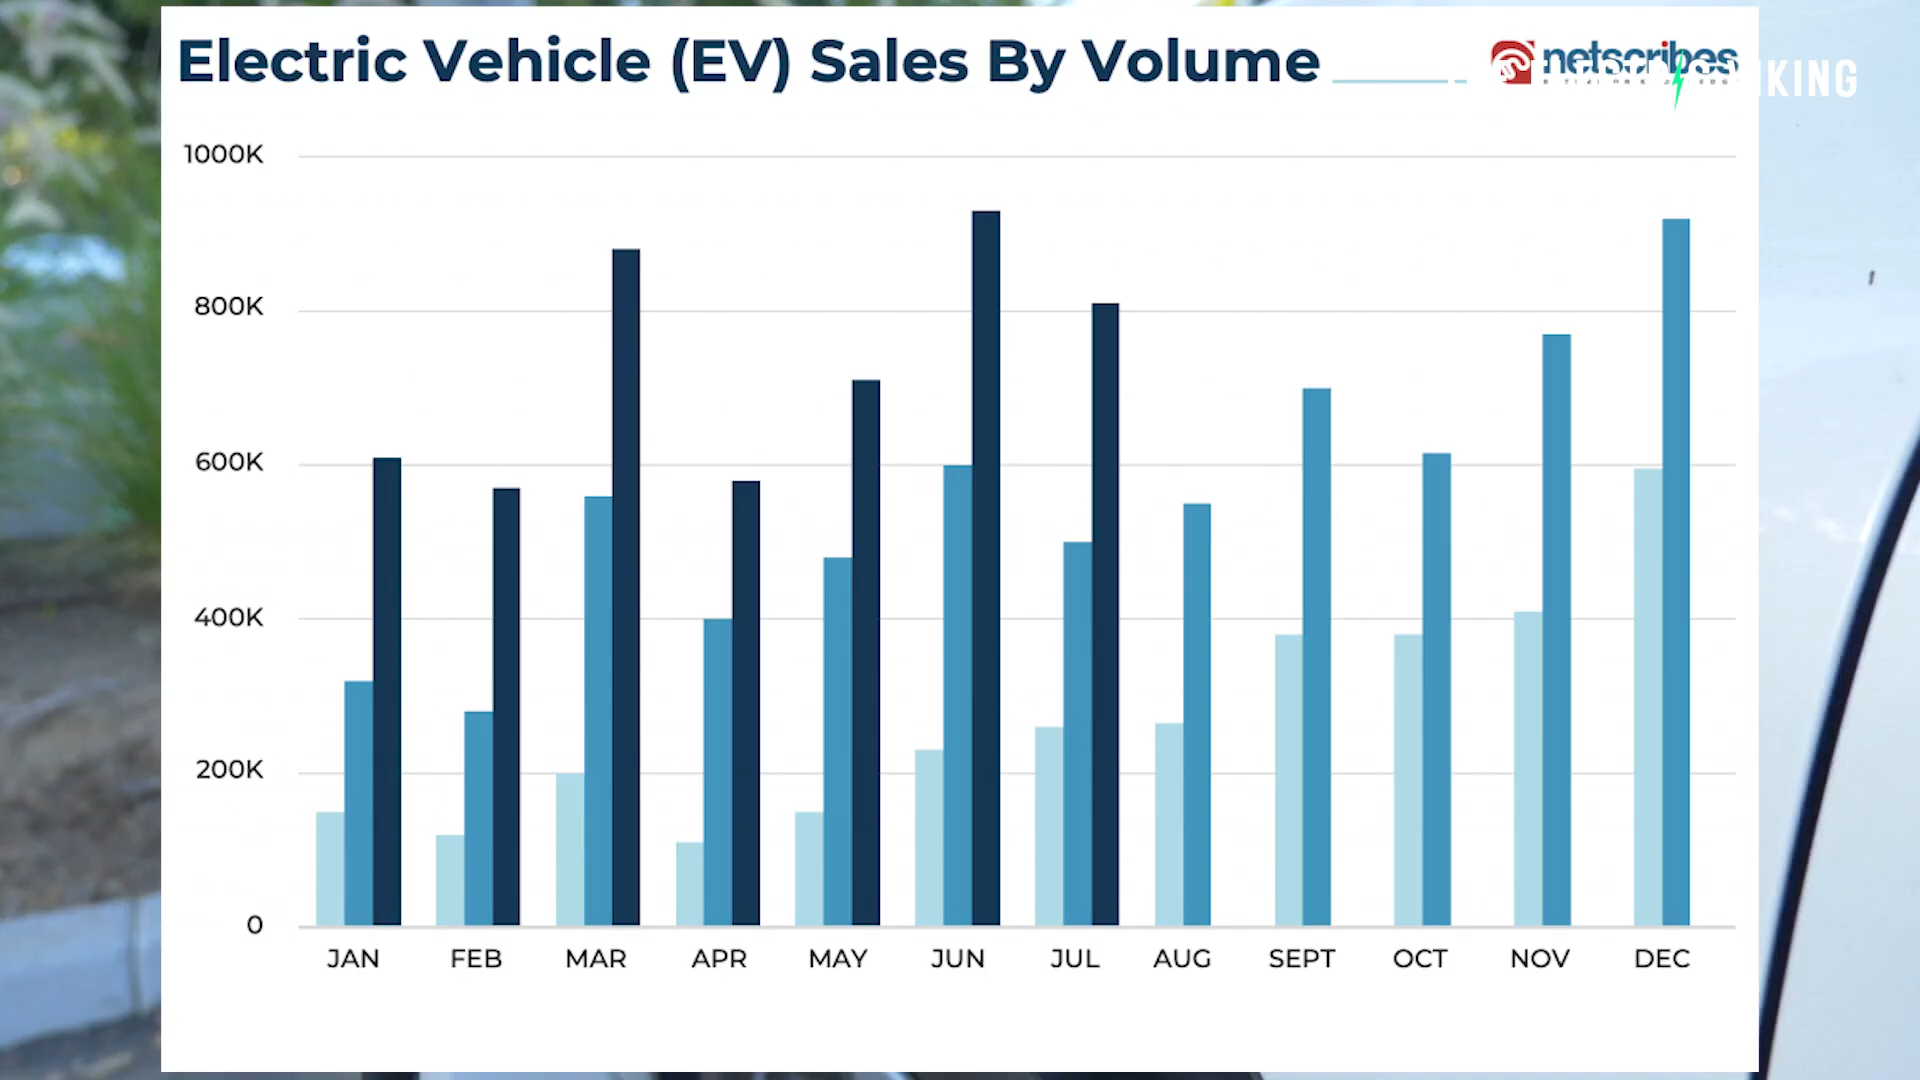 Electric Vehicle (EV) Sales By Volume
netscribes
KING
1000K
800K
600K
400K
200K
0
JAN FEB MAR APR MAY JUN JUL AUG SEPT OCT NOV DEC